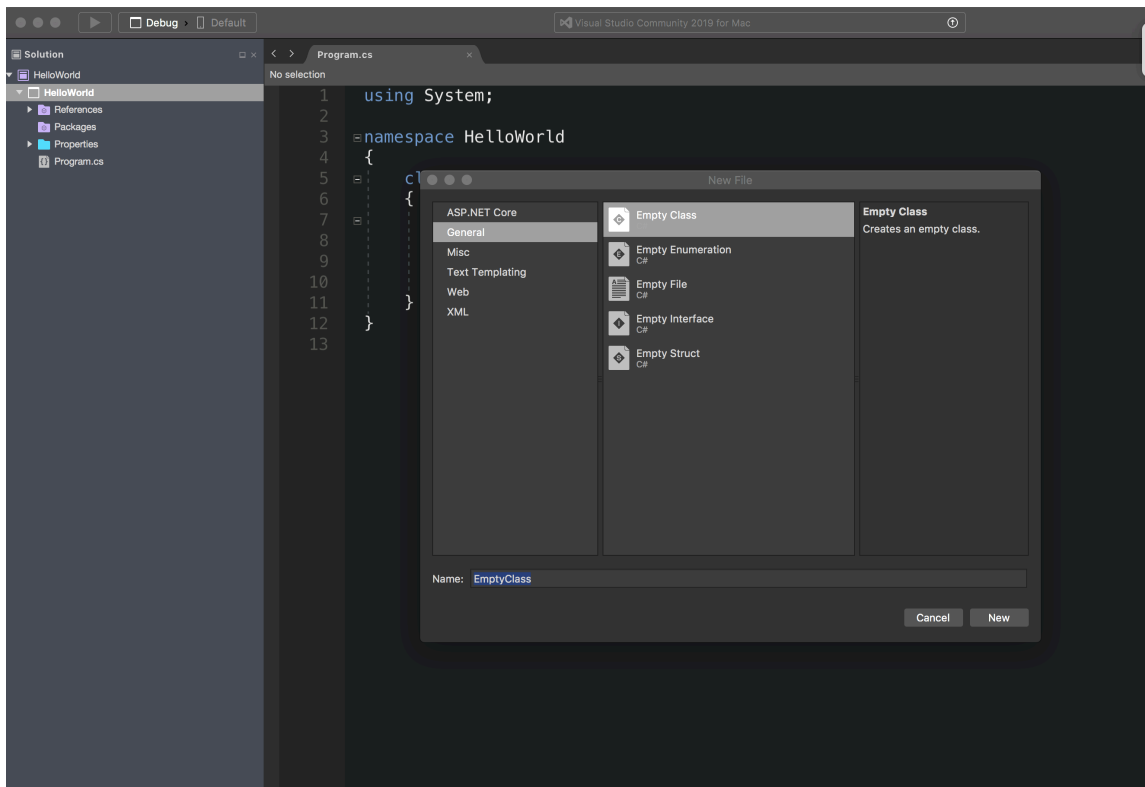 Debug › Default
Visual Studio Community 2019 for Mac
Solution
HelloWorld
HelloWorld
References
Packages
Properties
Program.cs
Program.cs
No selection
1 using System;
2
3 namespace HelloWorld
4 {
5 cl
6 {
7
8
9
10
11 }
12 }
13
New File
ASP.NET Core
General
Misc
Text Templating
Web
XML
Empty Class
Empty Enumeration
C#
Empty File
C#
Empty Interface
C#
Empty Struct
C#
Empty Class
Creates an empty class.
Name: EmptyClass
Cancel New